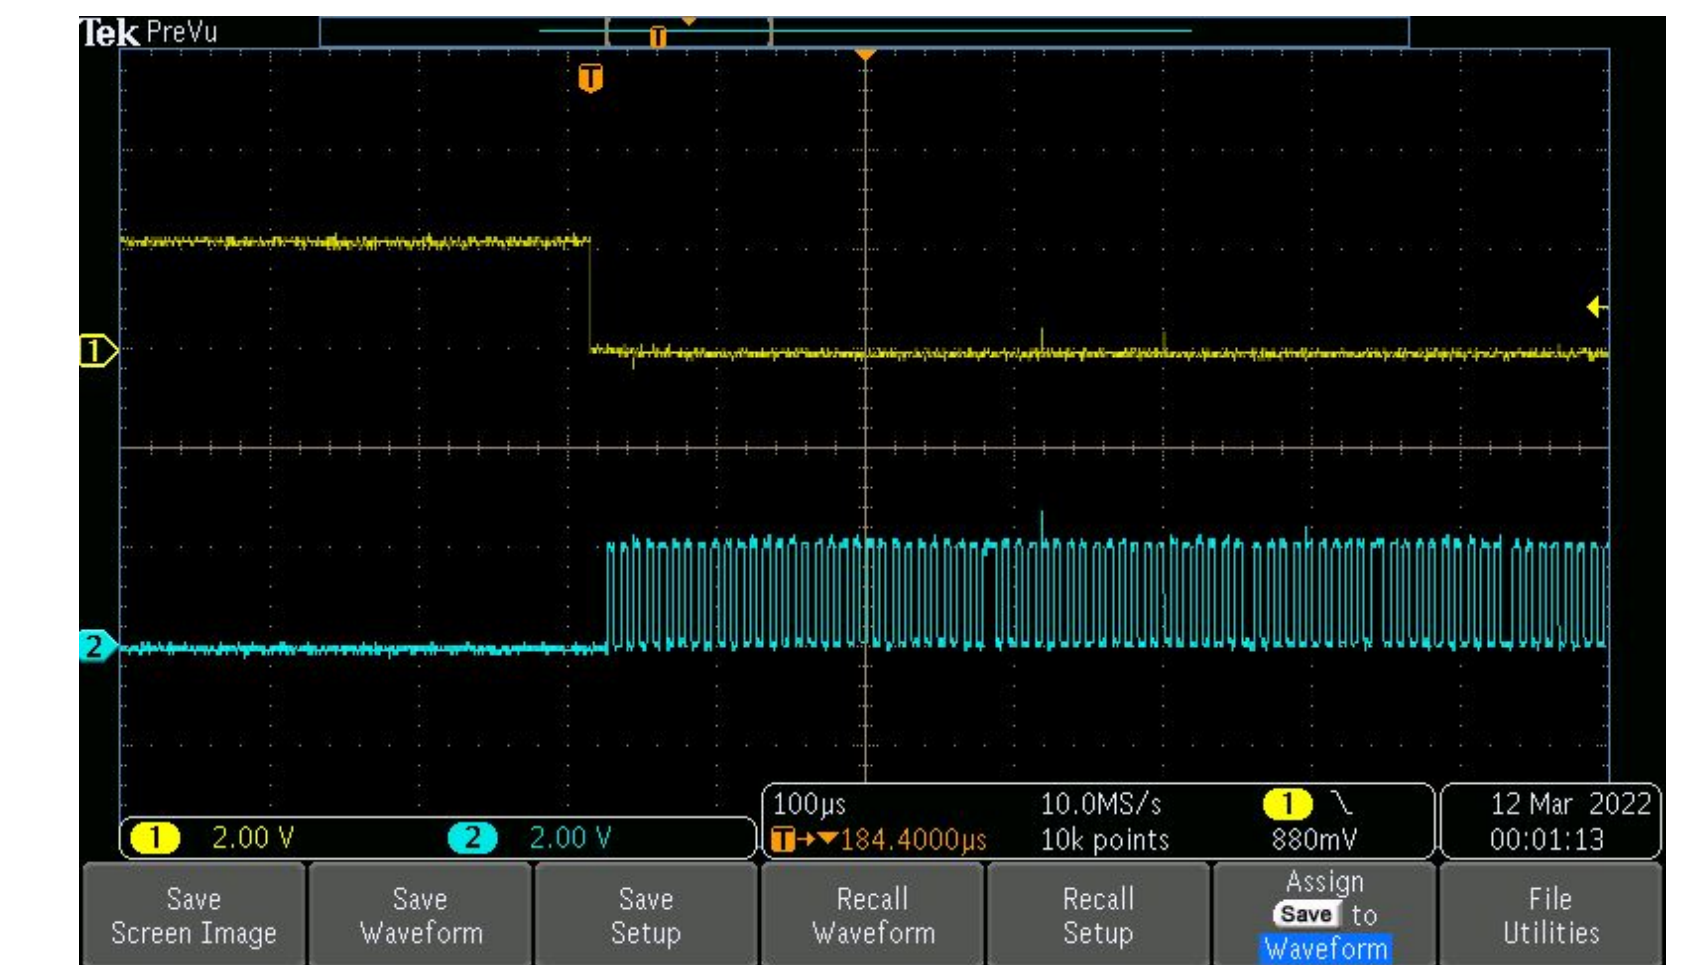 Tek PreVu
T
T
1
2
1 2.00 V 2 2.00 V
100µs 10.0MS/s 1
T→▼184.4000µs 10k points 880mV
12 Mar 2022
00:01:13
Save
Screen Image
Save
Waveform
Save
Setup
Recall
Waveform
Recall
Setup
Assign
Save to
Waveform
File
Utilities